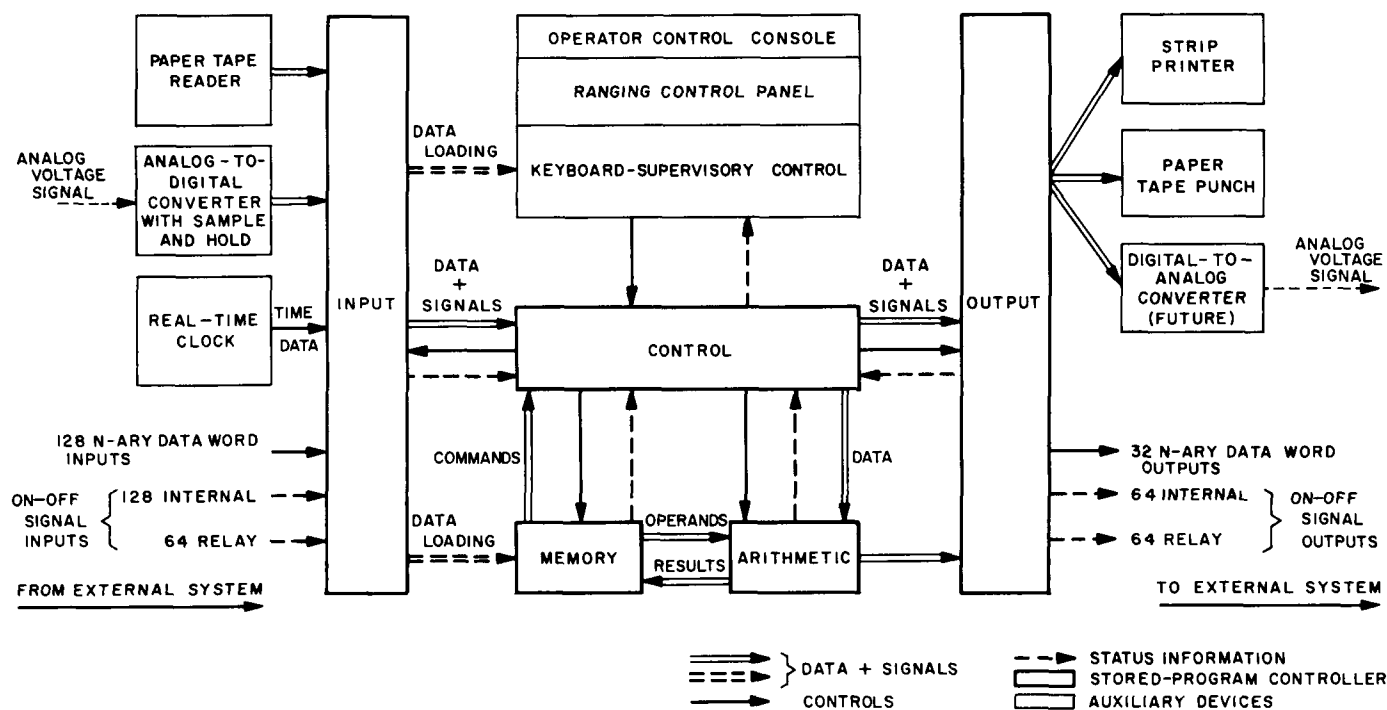 PAPER TAPE
READER
ANALOG
VOLTAGE
SIGNAL
ANALOG-TO-
DIGITAL
CONVERTER
WITH SAMPLE
AND HOLD
REAL-TIME
CLOCK
TIME
DATA
128 N-ARY DATA WORD
INPUTS
ON-OFF
SIGNAL
INPUTS
128 INTERNAL
64 RELAY
FROM EXTERNAL SYSTEM
INPUT
DATA
LOADING
DATA
+
SIGNALS
DATA
LOADING
OPERATOR CONTROL CONSOLE
RANGING CONTROL PANEL
KEYBOARD-SUPERVISORY CONTROL
CONTROL
COMMANDS
DATA
MEMORY
OPERANDS
RESULTS
ARITHMETIC
DATA
+
SIGNALS
OUTPUT
STRIP
PRINTER
PAPER
TAPE PUNCH
DIGITAL-TO-
ANALOG
CONVERTER
(FUTURE)
ANALOG
VOLTAGE
SIGNAL
32 N-ARY DATA WORD
OUTPUTS
64 INTERNAL
64 RELAY
ON-OFF
SIGNAL
OUTPUTS
TO EXTERNAL SYSTEM
DATA + SIGNALS
CONTROLS
STATUS INFORMATION
STORED-PROGRAM CONTROLLER
AUXILIARY DEVICES